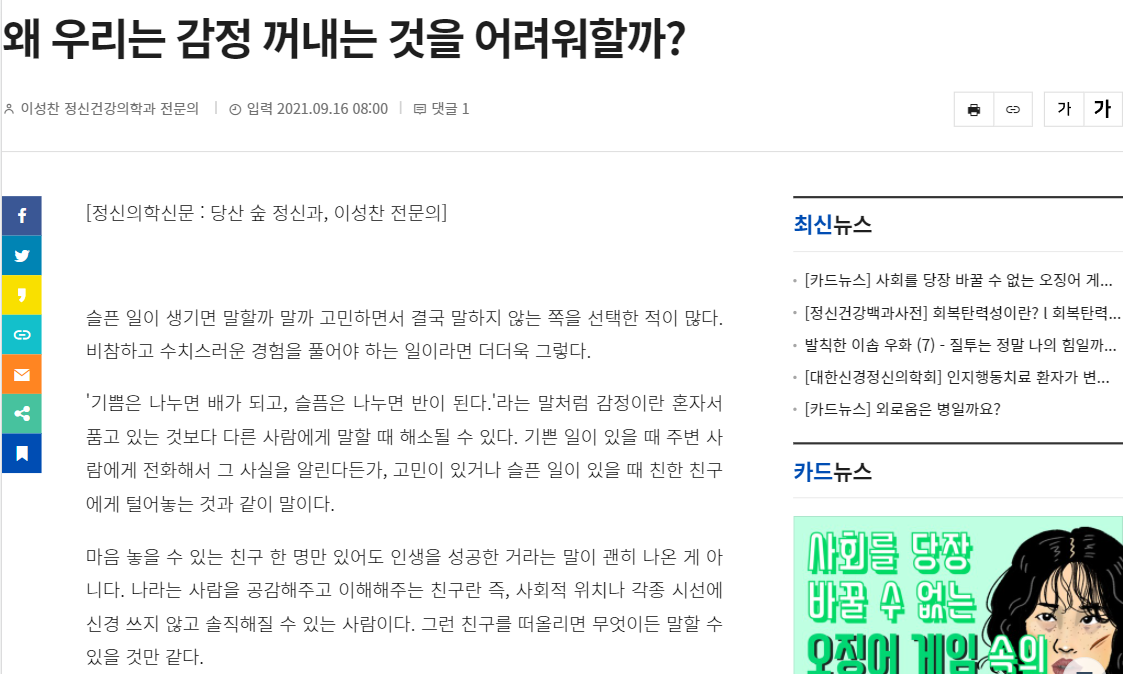 왜 우리는 감정 꺼내는 것을 어려워할까?
이성찬 정신건강의학과 전문의
입력 2021.09.16 08:00
댓글 1
가
가
[정신의학신문 : 당산 숲 정신과, 이성찬 전문의]
슬픈 일이 생기면 말할까 말까 고민하면서 결국 말하지 않는 쪽을 선택한 적이 많다.
비참하고 수치스러운 경험을 풀어야 하는 일이라면 더더욱 그렇다.
'기쁨은 나누면 배가 되고, 슬픔은 나누면 반이 된다.'라는 말처럼 감정이란 혼자서
품고 있는 것보다 다른 사람에게 말할 때 해소될 수 있다. 기쁜 일이 있을 때 주변 사
람에게 전화해서 그 사실을 알린다든가, 고민이 있거나 슬픈 일이 있을 때 친한 친구
에게 털어놓는 것과 같이 말이다.
마음 놓을 수 있는 친구 한 명만 있어도 인생을 성공한 거라는 말이 괜히 나온 게 아
니다. 나라는 사람을 공감해주고 이해해주는 친구란 즉, 사회적 위치나 각종 시선에
신경 쓰지 않고 솔직해질 수 있는 사람이다. 그런 친구를 떠올리면 무엇이든 말할 수
있을 것만 같다.
최신뉴스
[카드뉴스] 사회를 당장 바꿀 수 없는 오징어 게...
[정신건강백과사전] 회복탄력성이란? l 회복탄력...
발칙한 이솝 우화 (7) - 질투는 정말 나의 힘일까...
[대한신경정신의학회] 인지행동치료 환자가 변...
[카드뉴스] 외로움은 병일까요?
카드뉴스
사회를 당장
바꿀 수 없는
오징어 게임 속의